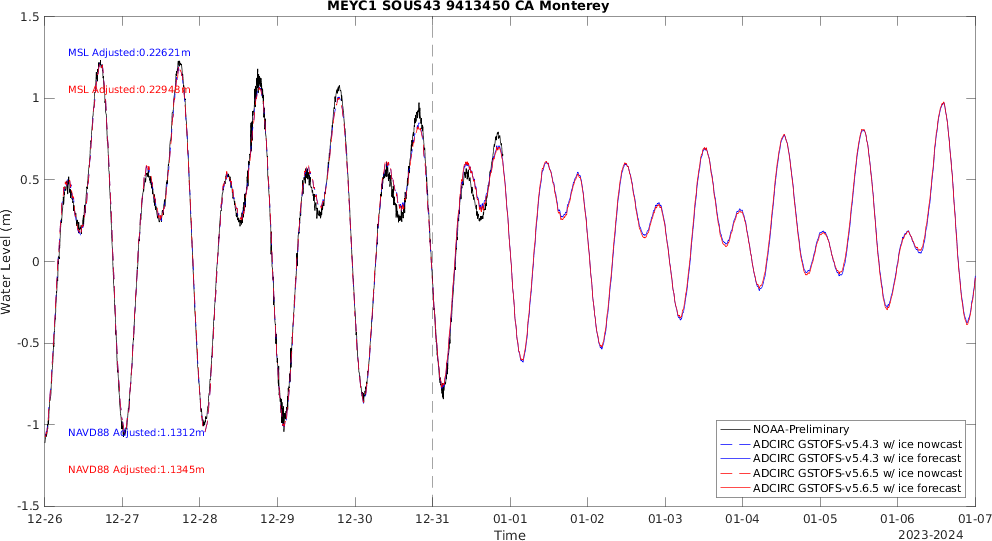 MEYC1 SOUS43 9413450 CA Monterey
1.5
1
0.5
0
-0.5
-1
-1.5
Water Level (m)
MSL Adjusted:0.22621m
MSL Adjusted:0.22943m
NAVD88 Adjusted:1.1312m
NAVD88 Adjusted:1.1345m
NOAA-Preliminary
ADCIRC GSTOFS-v5.4.3 w/ ice nowcast
ADCIRC GSTOFS-v5.4.3 w/ ice forecast
ADCIRC GSTOFS-v5.6.5 w/ ice nowcast
ADCIRC GSTOFS-v5.6.5 w/ ice forecast
12-26 12-27 12-28 12-29 12-30 12-31 01-01 01-02 01-03 01-04 01-05 01-06 01-07
Time
2023-2024